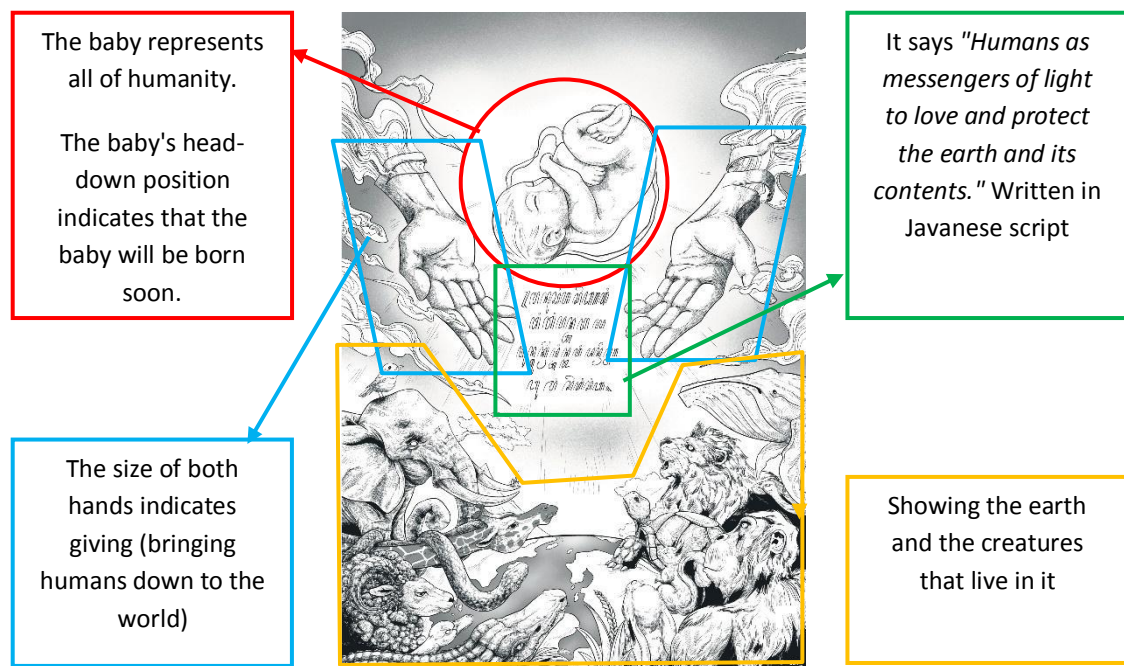 The baby represents
all of humanity.
The baby's head-
down position
indicates that the
baby will be born
soon.
The size of both
hands indicates
giving (bringing
humans down to the
world)
It says "Humans as
messengers of light
to love and protect
the earth and its
contents." Written in
Javanese script
Showing the earth
and the creatures
that live in it